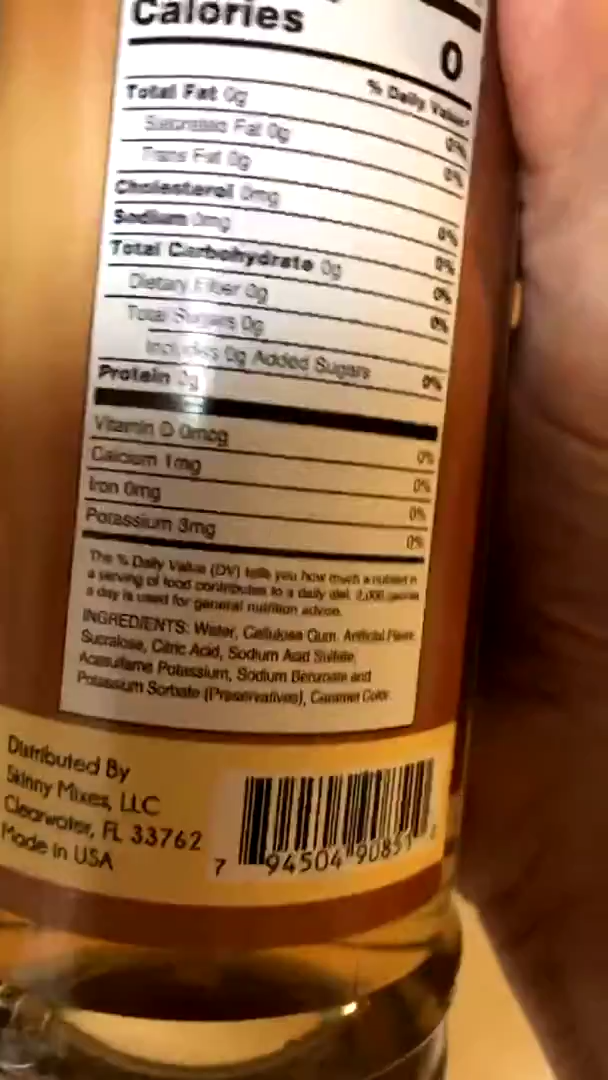 Calories 0
% Daily Value*
Total Fat 0g 0%
Saturated Fat 0g 0%
Trans Fat 0g
Cholesterol 0mg 0%
Sodium 0mg 0%
Total Carbohydrate 0g 0%
Dietary Fiber 0g 0%
Total Sugars 0g
Includes 0g Added Sugars 0%
Protein 0g
Vitamin D 0mcg 0%
Calcium 1mg 0%
Iron 0mg 0%
Potassium 3mg 0%
The % Daily Value (DV) tells you how much a nutrient in
a serving of food contributes to a daily diet. 2,000 calories
a day is used for general nutrition advice.
INGREDIENTS: Water, Cellulose Gum, Artificial Flavor,
Sucralose, Citric Acid, Sodium Acid Sulfate,
Acesulfame Potassium, Sodium Benzoate and
Potassium Sorbate (Preservatives), Caramel Color.
Distributed By
Skinny Mixes, LLC
Clearwater, FL 33762
Made in USA
7 94504 90851